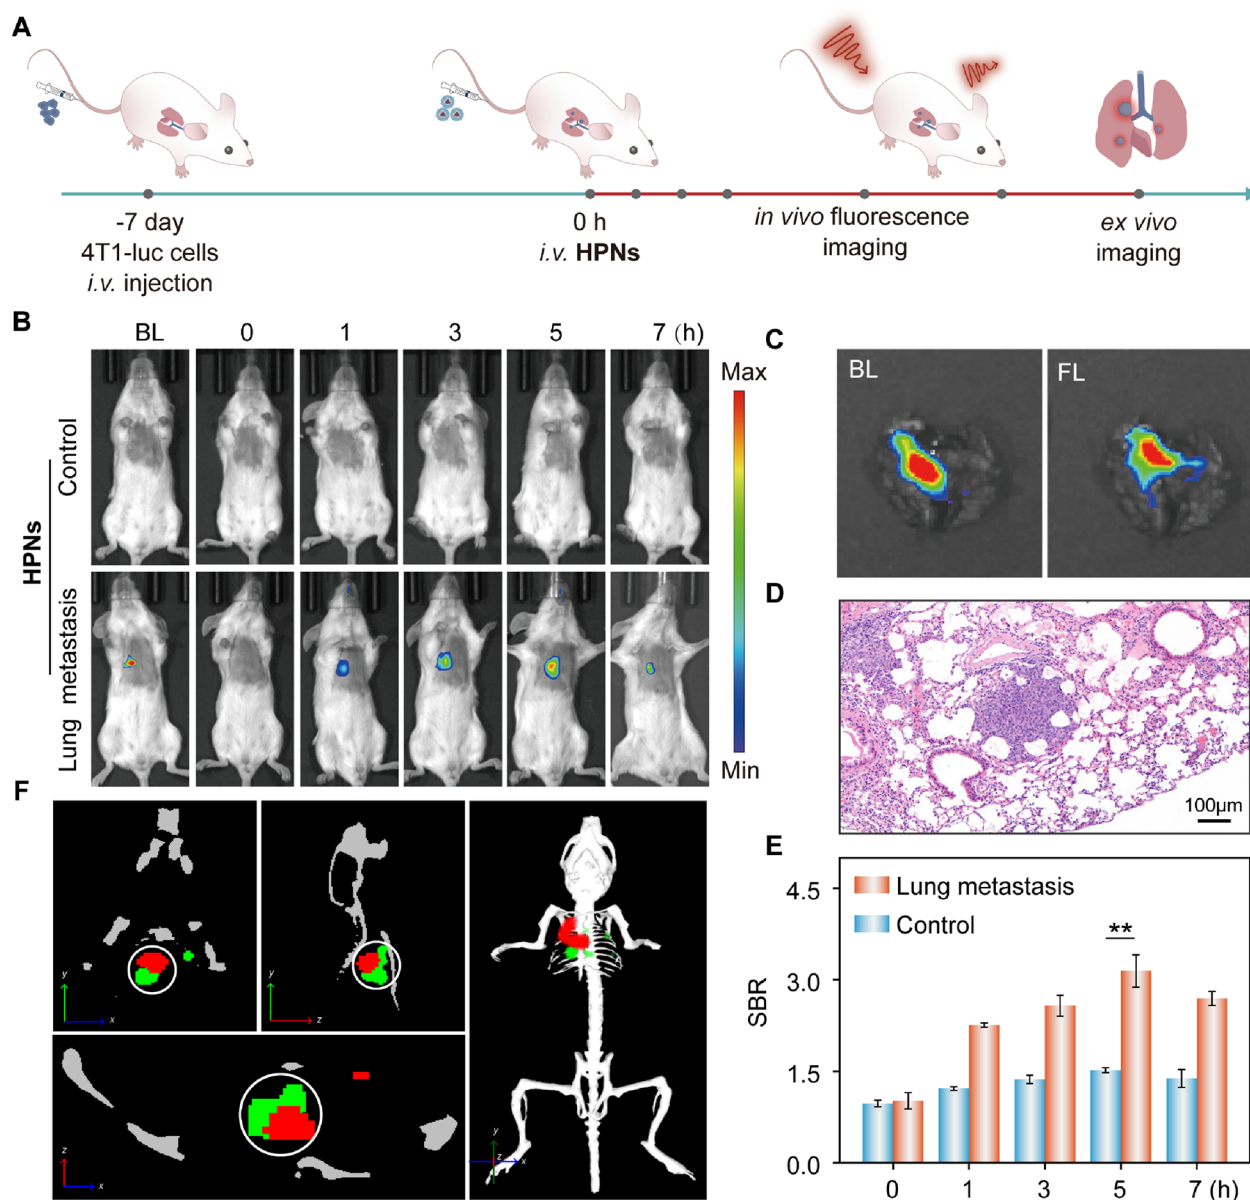 A
-7 day
4T1-luc cells
i.v. injection
0 h
i.v. HPNs
in vivo fluorescence
imaging
ex vivo
imaging
B
BL 0 1 3 5 7 (h)
HPNs
Control
Lung metastasis
Max
Min
C
BL
FL
D
100μm
E
4.5
3.0
1.5
0.0
SBR
Lung metastasis
Control
**
0 1 3 5 7 (h)
F
y
x
y
z
z
x
y
z
x